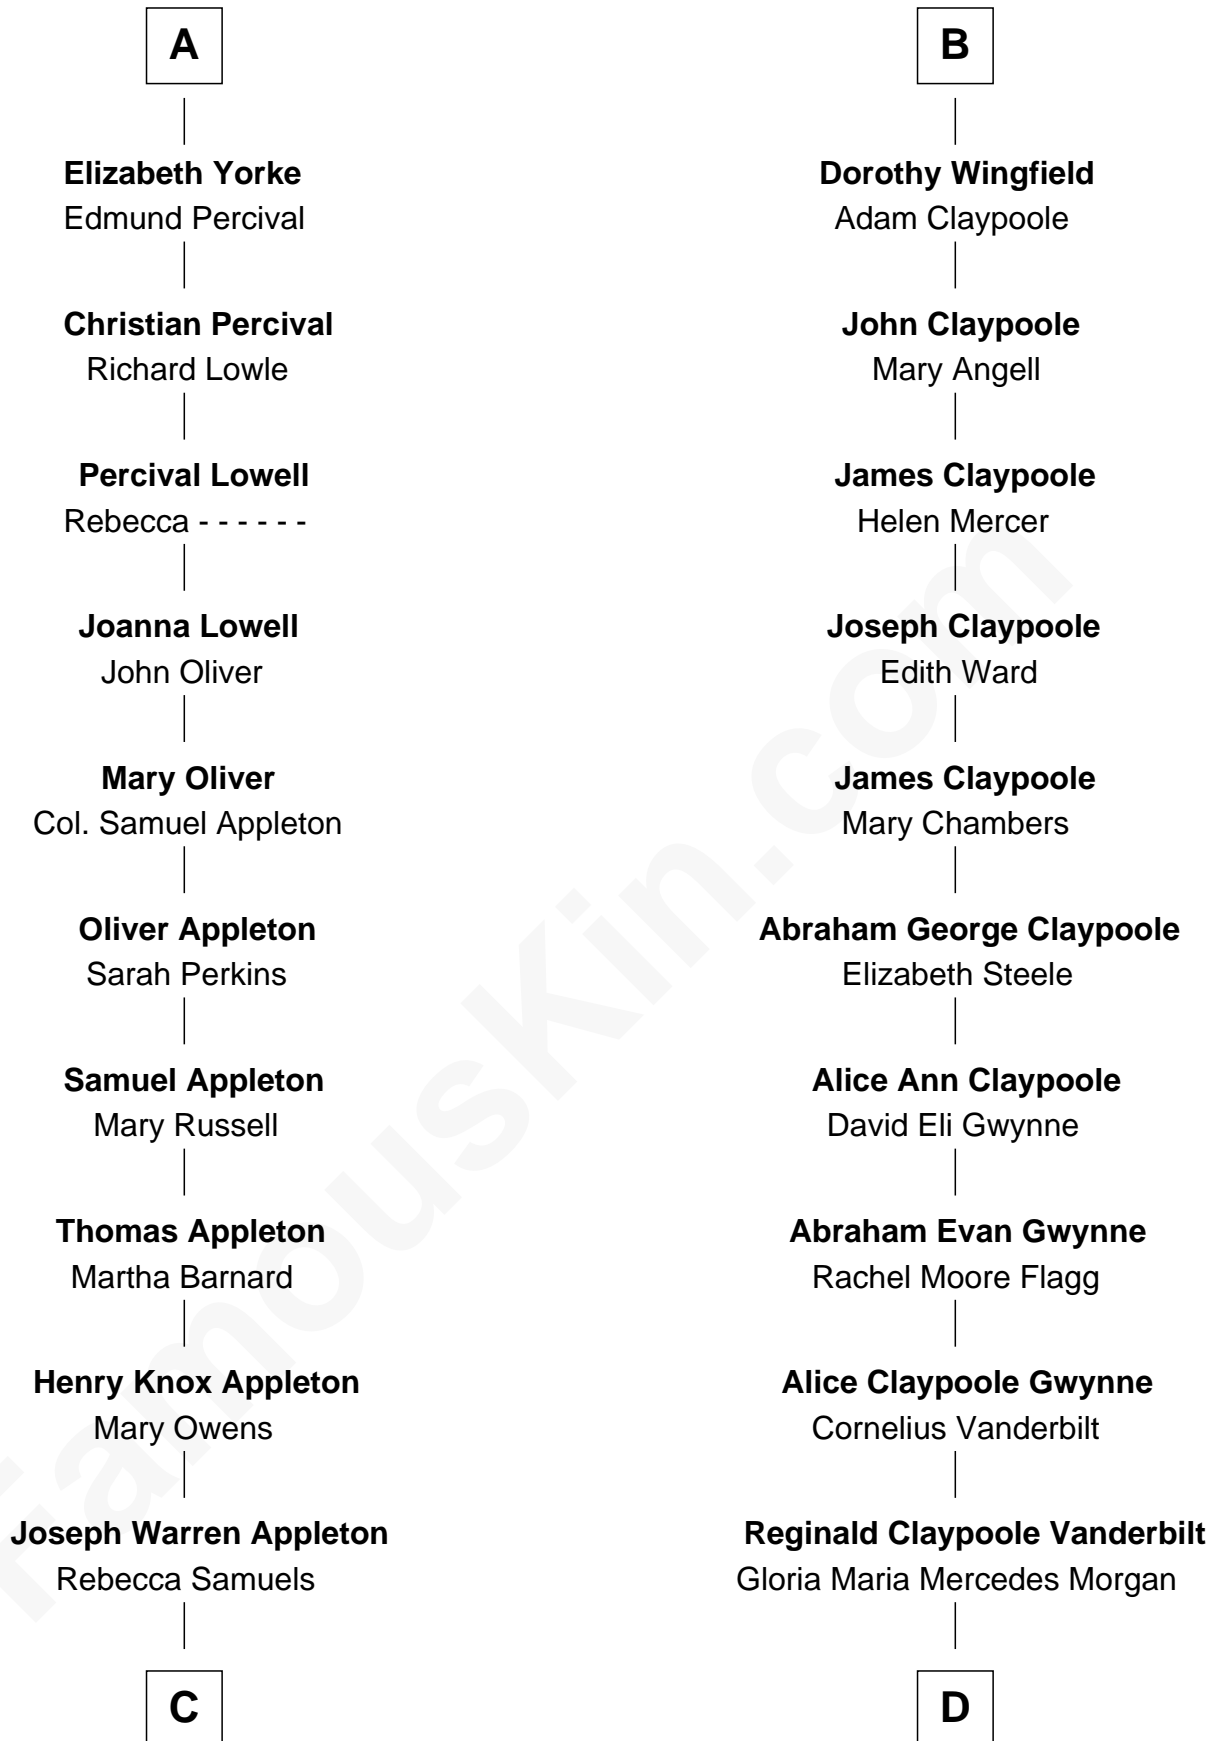 A
Elizabeth Yorke
Edmund Percival
Christian Percival
Richard Lowle
Percival Lowell
Rebecca - - - - - -
Joanna Lowell
John Oliver
Mary Oliver
Col. Samuel Appleton
Oliver Appleton
Sarah Perkins
Samuel Appleton
Mary Russell
Thomas Appleton
Martha Barnard
Henry Knox Appleton
Mary Owens
Joseph Warren Appleton
Rebecca Samuels
C
B
Dorothy Wingfield
Adam Claypoole
John Claypoole
Mary Angell
James Claypoole
Helen Mercer
Joseph Claypoole
Edith Ward
James Claypoole
Mary Chambers
Abraham George Claypoole
Elizabeth Steele
Alice Ann Claypoole
David Eli Gwynne
Abraham Evan Gwynne
Rachel Moore Flagg
Alice Claypoole Gwynne
Cornelius Vanderbilt
Reginald Claypoole Vanderbilt
Gloria Maria Mercedes Morgan
D
FamousKin.com